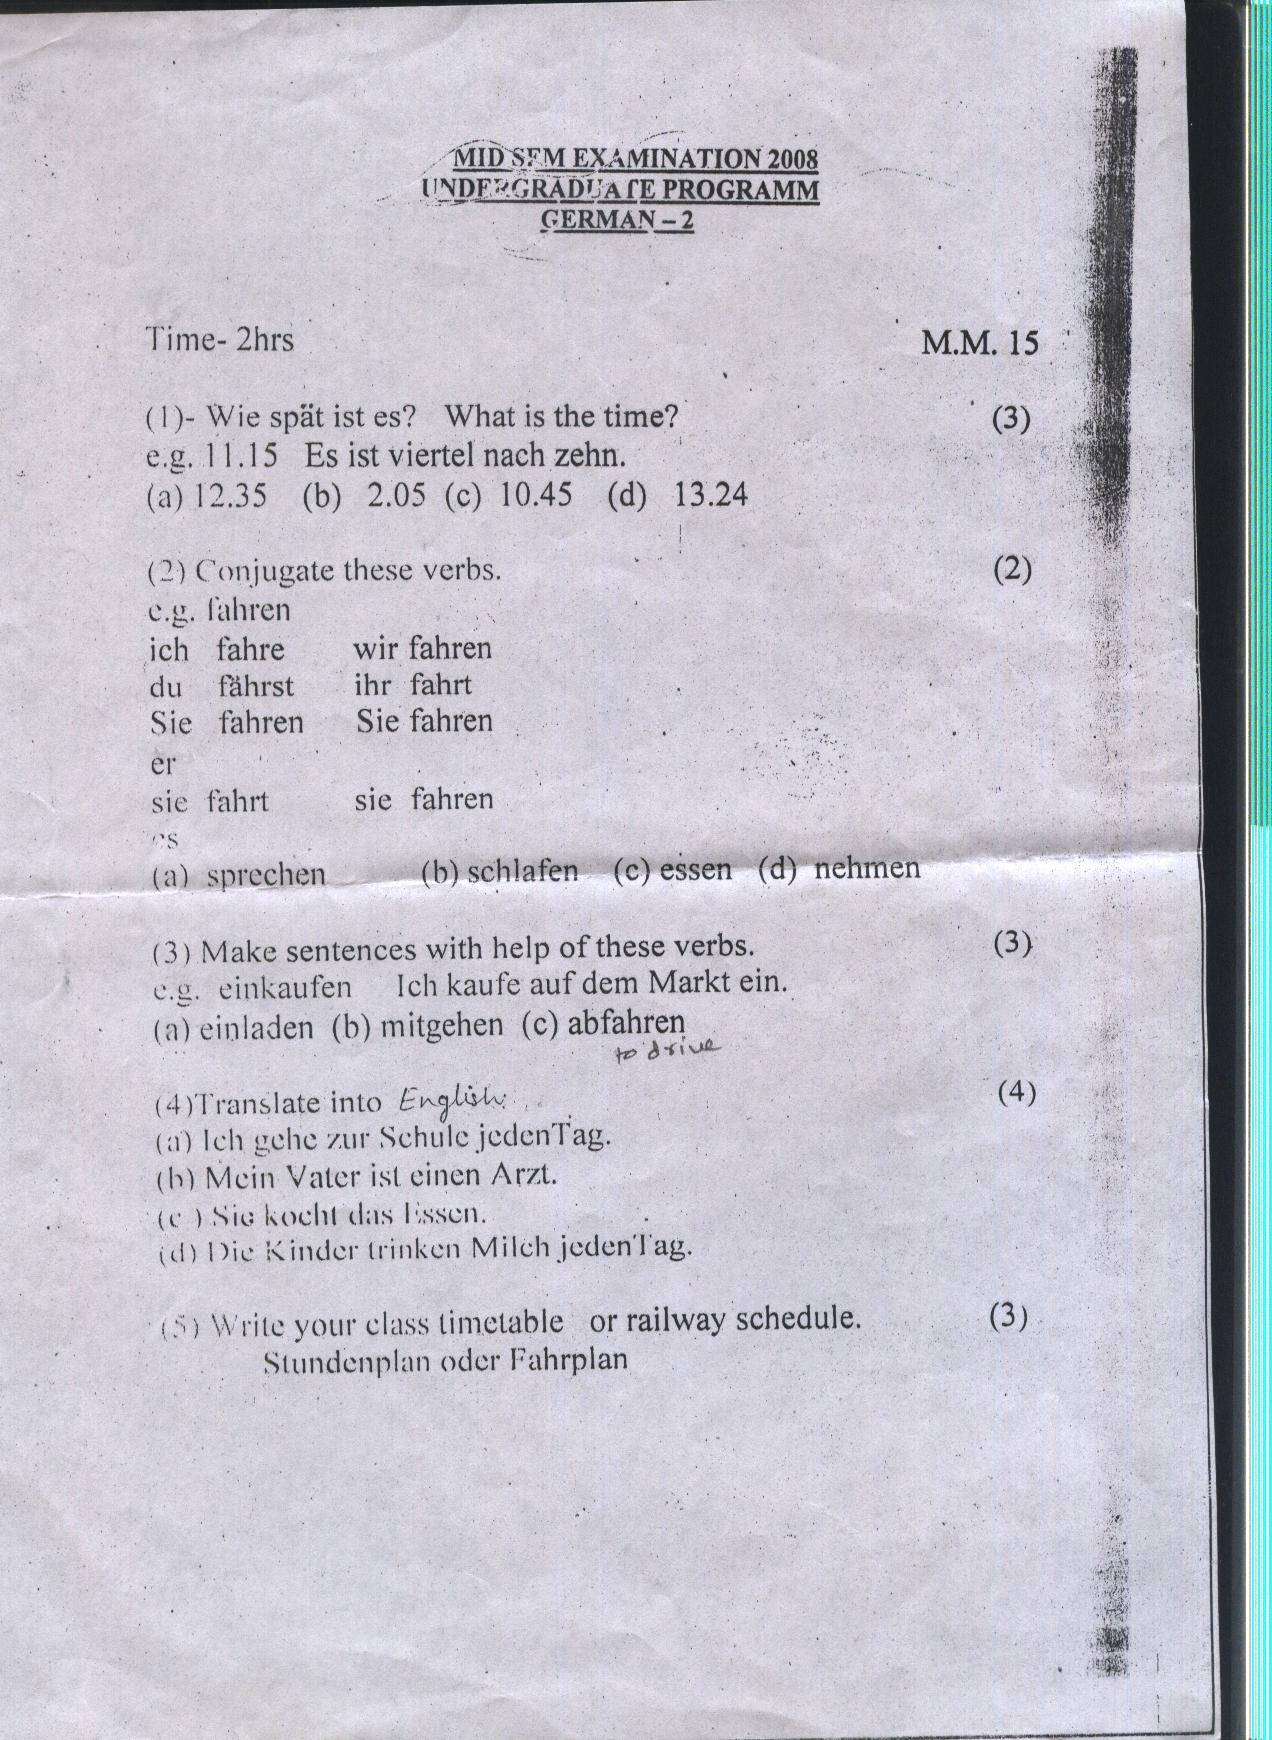 MID SEM EXAMINATION 2008
UNDERGRADUATE PROGRAMM
GERMAN – 2
Time- 2hrs M.M. 15
(1)- Wie spät ist es? What is the time? (3)
e.g. 11.15 Es ist viertel nach zehn.
(a) 12.35 (b) 2.05 (c) 10.45 (d) 13.24
(2) Conjugate these verbs. (2)
e.g. fahren
ich fahre wir fahren
du fährst ihr fahrt
Sie fahren Sie fahren
er
sie fahrt sie fahren
es
(a) sprechen (b) schlafen (c) essen (d) nehmen
(3) Make sentences with help of these verbs. (3)
e.g. einkaufen Ich kaufe auf dem Markt ein.
(a) einladen (b) mitgehen (c) abfahren
to drive
(4)Translate into English. (4)
(a) Ich gehe zur Schule jedenTag.
(b) Mein Vater ist einen Arzt.
(c ) Sie kocht das Essen.
(d) Die Kinder trinken Milch jedenTag.
(5) Write your class timetable or railway schedule. (3)
Stundenplan oder Fahrplan